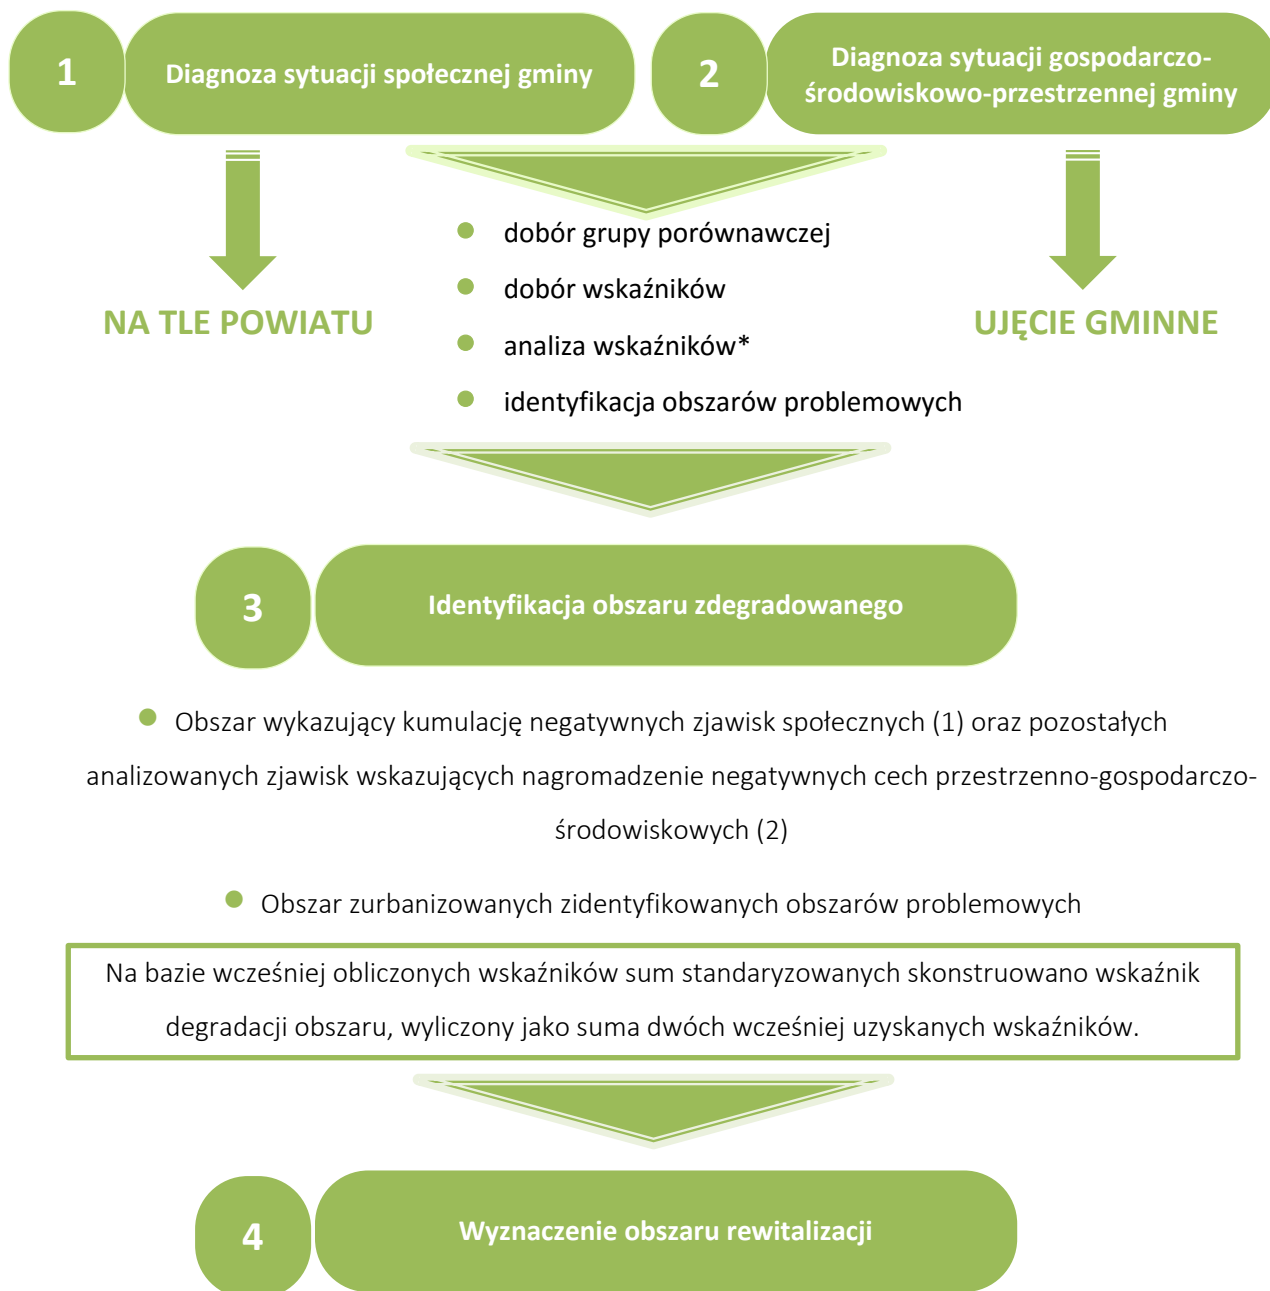 1
Diagnoza sytuacji społecznej gminy
2
Diagnoza sytuacji gospodarczo-
środowiskowo-przestrzennej gminy
dobór grupy porównawczej
dobór wskaźników
analiza wskaźników*
identyfikacja obszarów problemowych
NA TLE POWIATU
UJĘCIE GMINNE
3
Identyfikacja obszaru zdegradowanego
Obszar wykazujący kumulację negatywnych zjawisk społecznych (1) oraz pozostałych
analizowanych zjawisk wskazujących nagromadzenie negatywnych cech przestrzenno-gospodarczo-
środowiskowych (2)
Obszar zurbanizowanych zidentyfikowanych obszarów problemowych
Na bazie wcześniej obliczonych wskaźników sum standaryzowanych skonstruowano wskaźnik
degradacji obszaru, wyliczony jako suma dwóch wcześniej uzyskanych wskaźników.
4
Wyznaczenie obszaru rewitalizacji